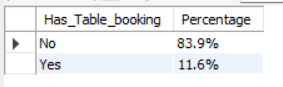 Has_Table_booking Percentage
No 83.9%
Yes 11.6%